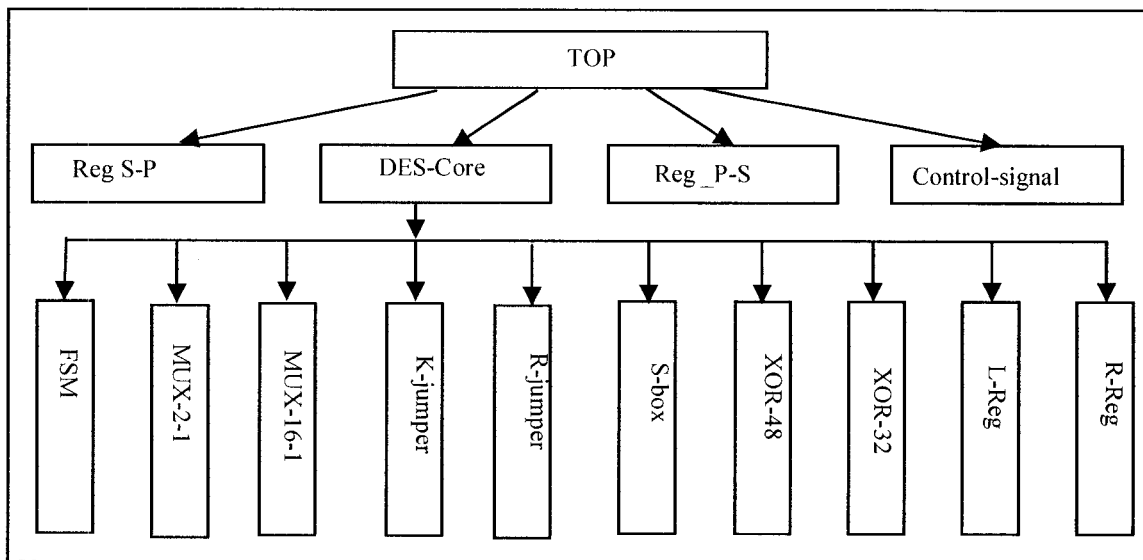 TOP
Reg S-P
DES-Core
Reg _P-S
Control-signal
FSM
MUX-2-1
MUX-16-1
K-jumper
R-jumper
S-box
XOR-48
XOR-32
L-Reg
R-Reg